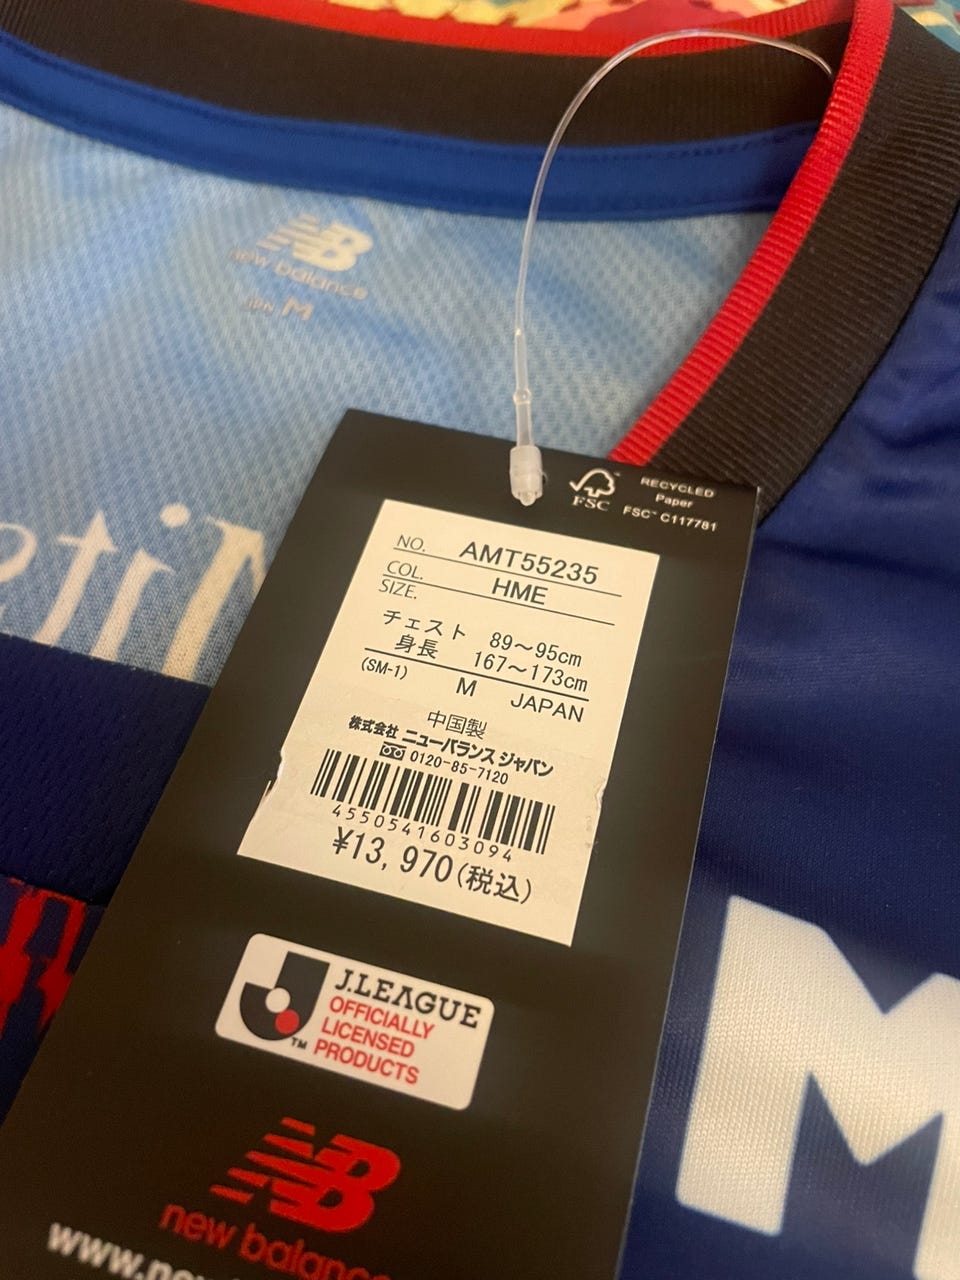 new balance
JPN M
FSC
RECYCLED
Paper
FSC™ C117781
NO. AMT55235
COL. HME
SIZE.
チェスト 89～95cm
身長 167～173cm
(SM-1) M JAPAN
中国製
株式会社 ニューバランス ジャパン
0120-85-7120
4550541603094
¥13,970(税込)
J.LEAGUE
OFFICIALLY
LICENSED
PRODUCTS
TM
new balance
M